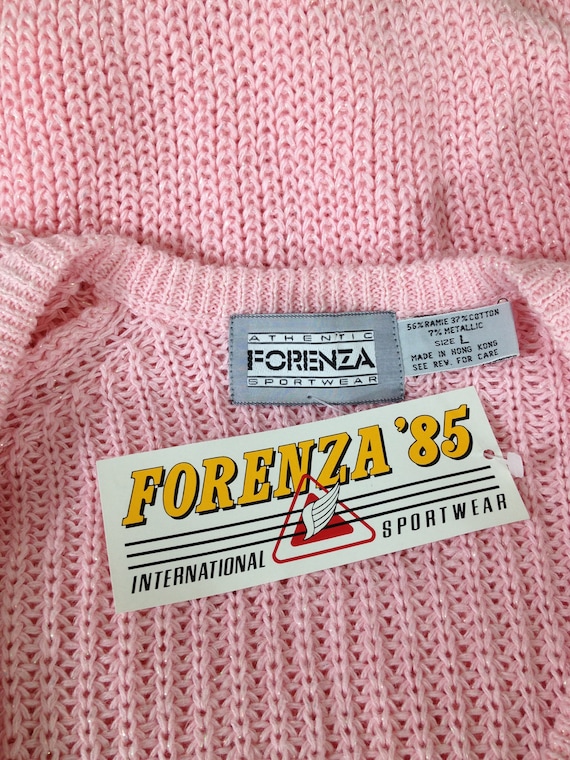 AUTHENTIC
FORENZA
SPORTWEAR
56%RAMIE 37%COTTON
7% METALLIC
SIZE L
MADE IN HONG KONG
SEE REV. FOR CARE
FORENZA '85
INTERNATIONAL SPORTWEAR